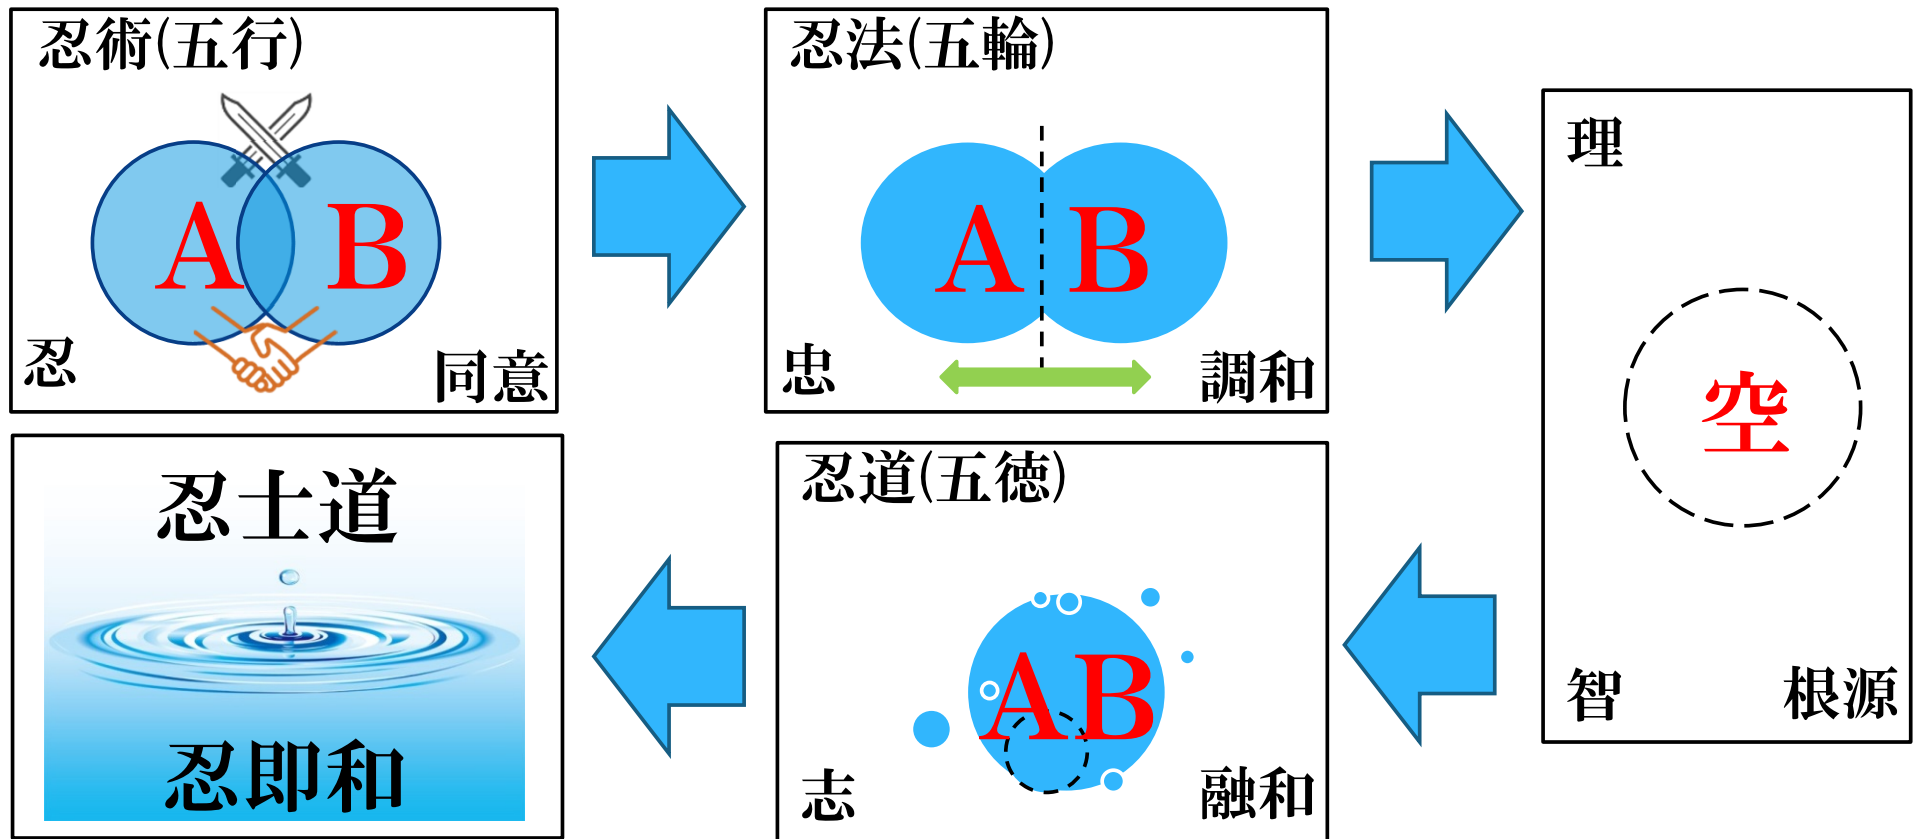 忍術(五行)
A B
忍
同意
忍法(五輪)
A B
忠
調和
理
空
智
根源
忍道(五徳)
AB
志
融和
忍士道
忍即和